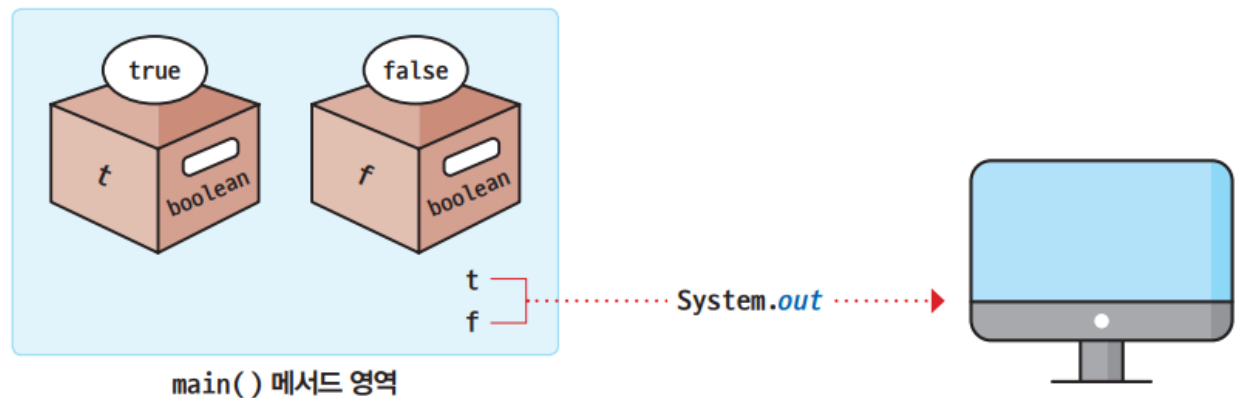 true
false
t
boolean
f
boolean
t
f
System.out
main() 메서드 영역